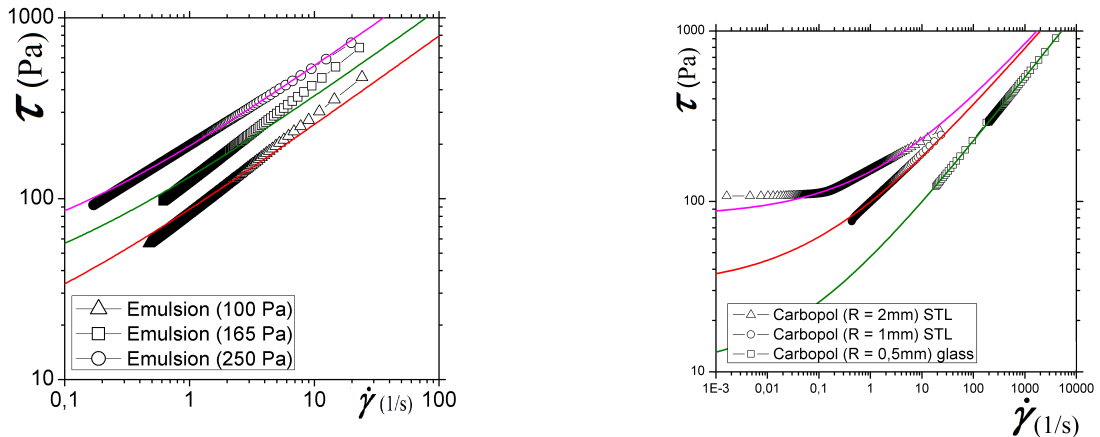 1000
100
10
τ (Pa)
0,1
1
10
100
γ̇ (1/s)
Emulsion (100 Pa)
Emulsion (165 Pa)
Emulsion (250 Pa)
1000
100
10
τ (Pa)
1E-3
0,01
0,1
1
10
100
1000
10000
γ̇ (1/s)
Carbopol (R = 2mm) STL
Carbopol (R = 1mm) STL
Carbopol (R = 0,5mm) glass